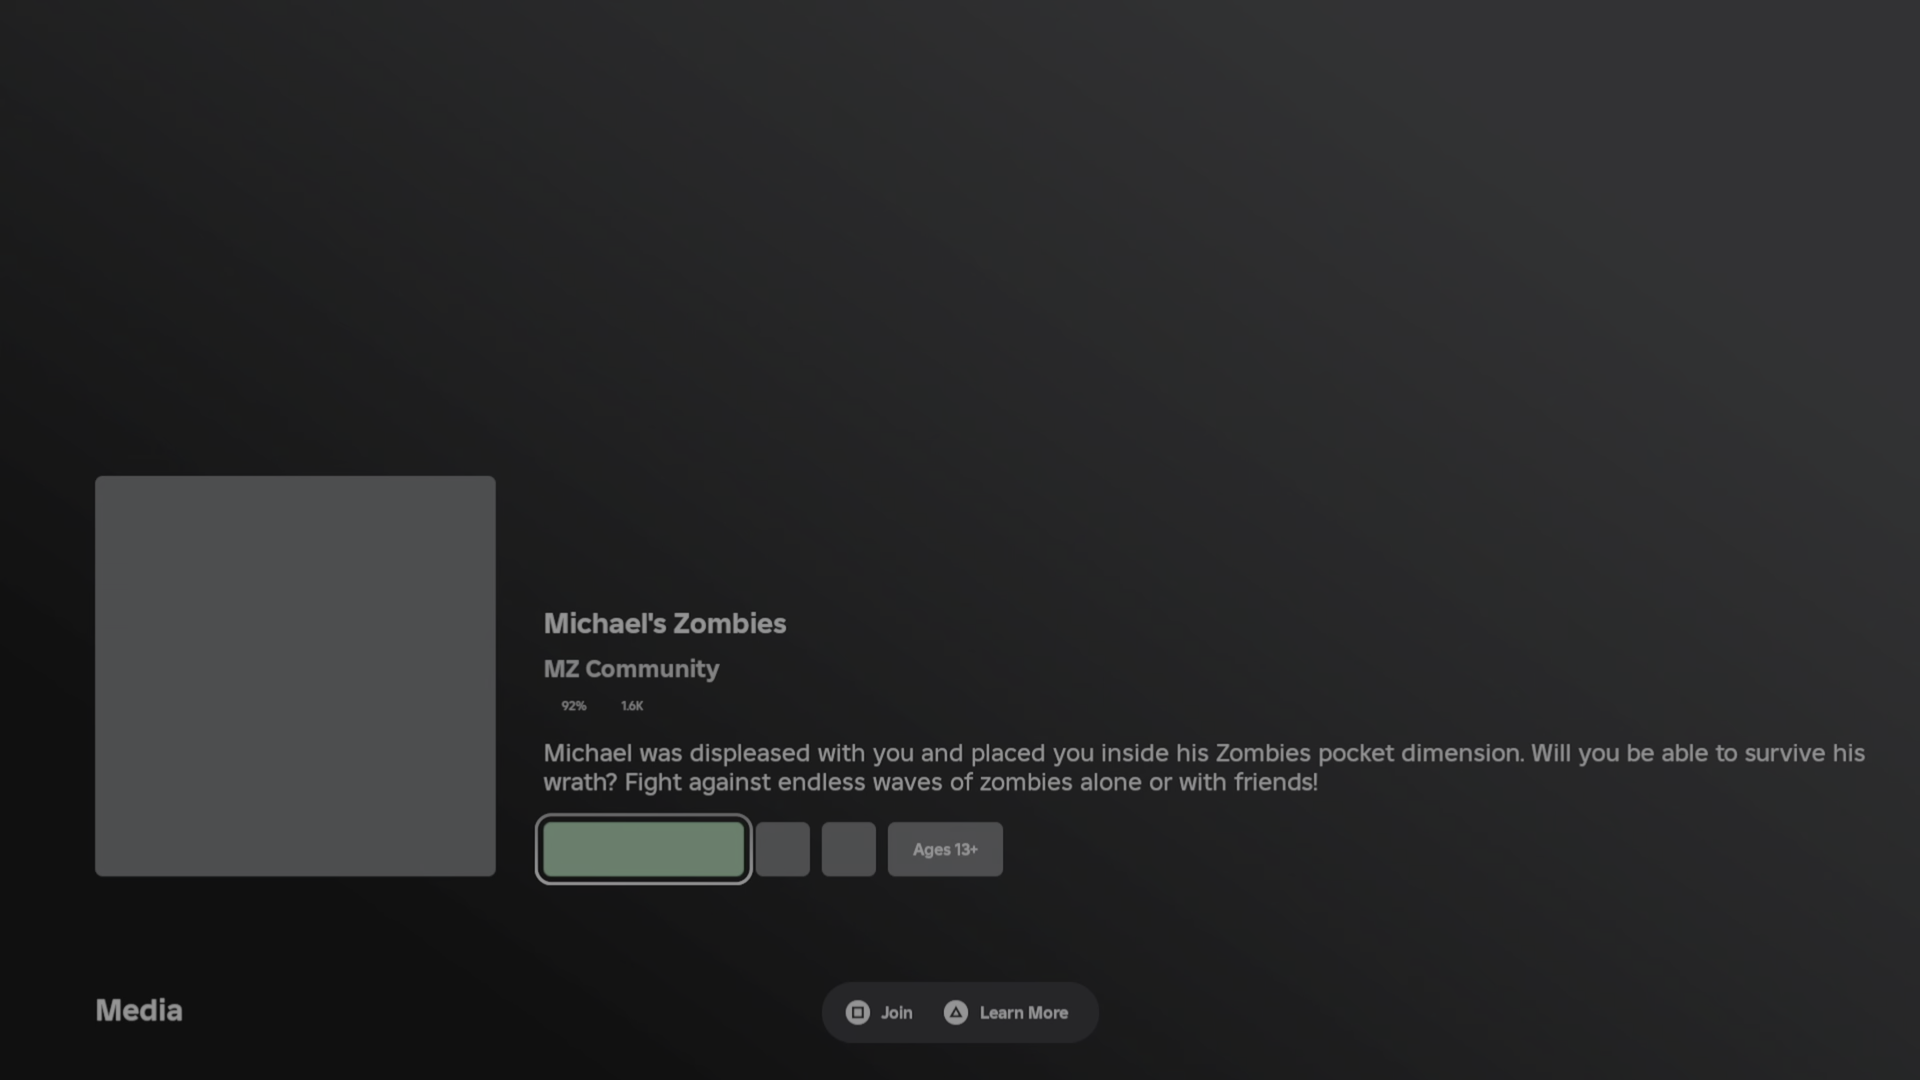 Michael's Zombies
MZ Community
92% 1.6K
Michael was displeased with you and placed you inside his Zombies pocket dimension. Will you be able to survive his
wrath? Fight against endless waves of zombies alone or with friends!
Ages 13+
Media
Join Learn More